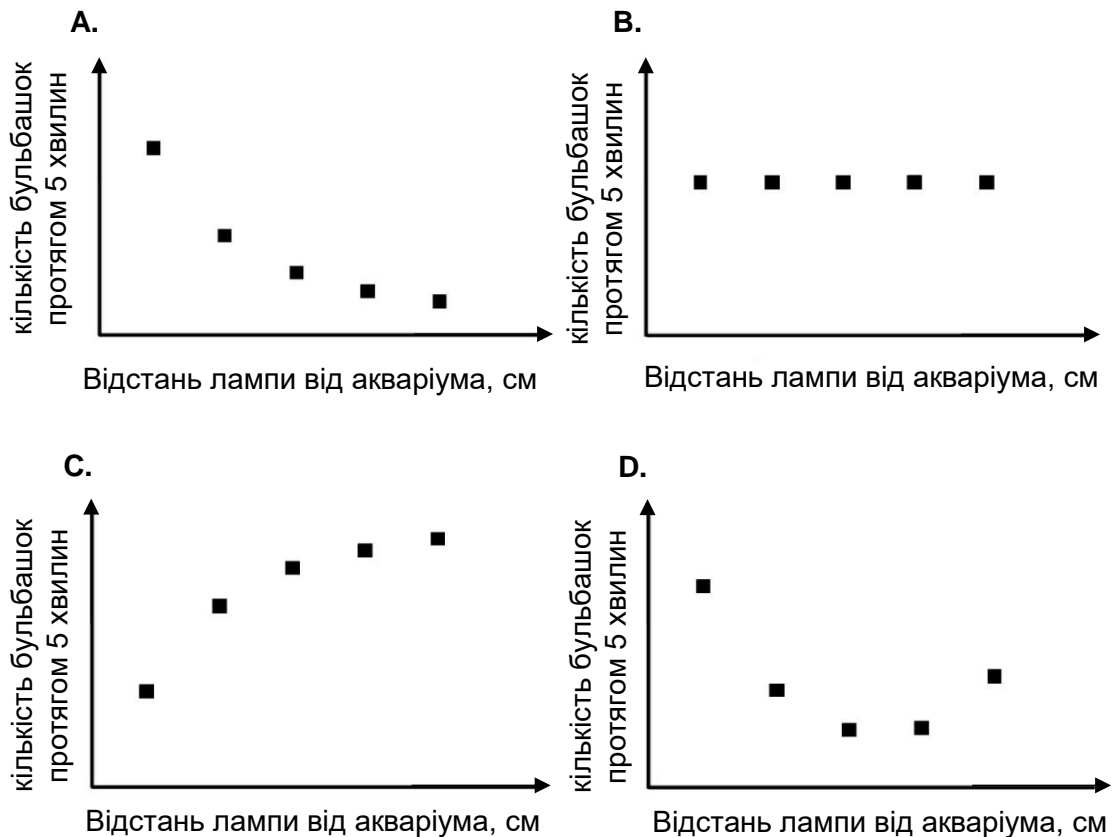 A.
кількість бульбашок
протягом 5 хвилин
Відстань лампи від акваріума, см
B.
кількість бульбашок
протягом 5 хвилин
Відстань лампи від акваріума, см
C.
кількість бульбашок
протягом 5 хвилин
Відстань лампи від акваріума, см
D.
кількість бульбашок
протягом 5 хвилин
Відстань лампи від акваріума, см